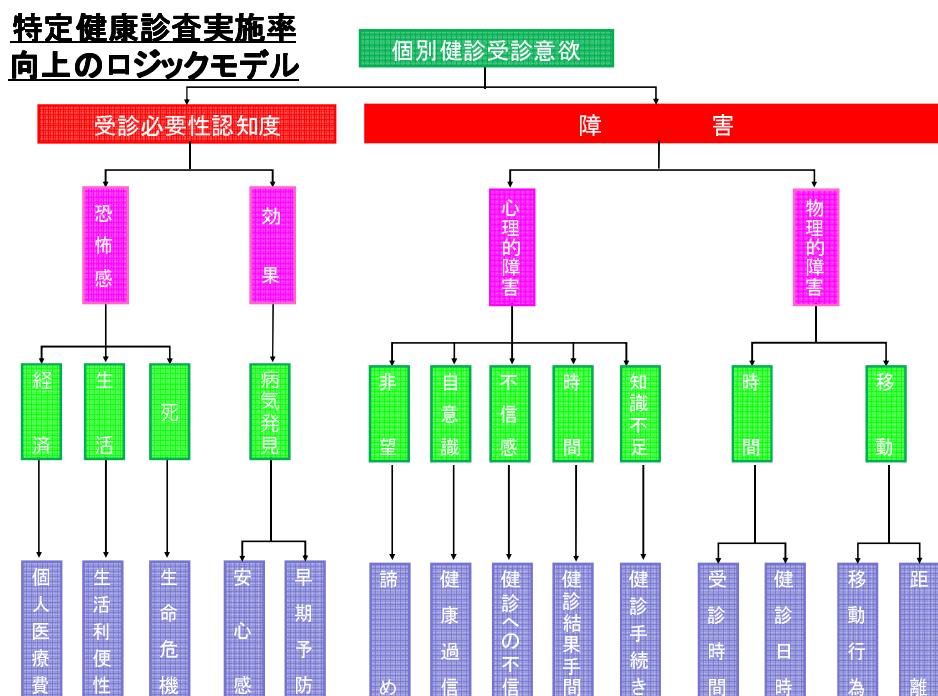 特定健康診査実施率
向上のロジックモデル
個別健診受診意欲
受診必要性認知度
障害
恐怖感
効果
心理的障害
物理的障害
経済
生活
死
病気発見
非望
自意識
不信感
時間
知識不足
時間
移動
個人医療費
生活利便性
生命危機
安心感
早期予防
諦め
健康過信
健診への不信
健診結果手間
健診手続き
受診時間
健診日時
移動行為
距離